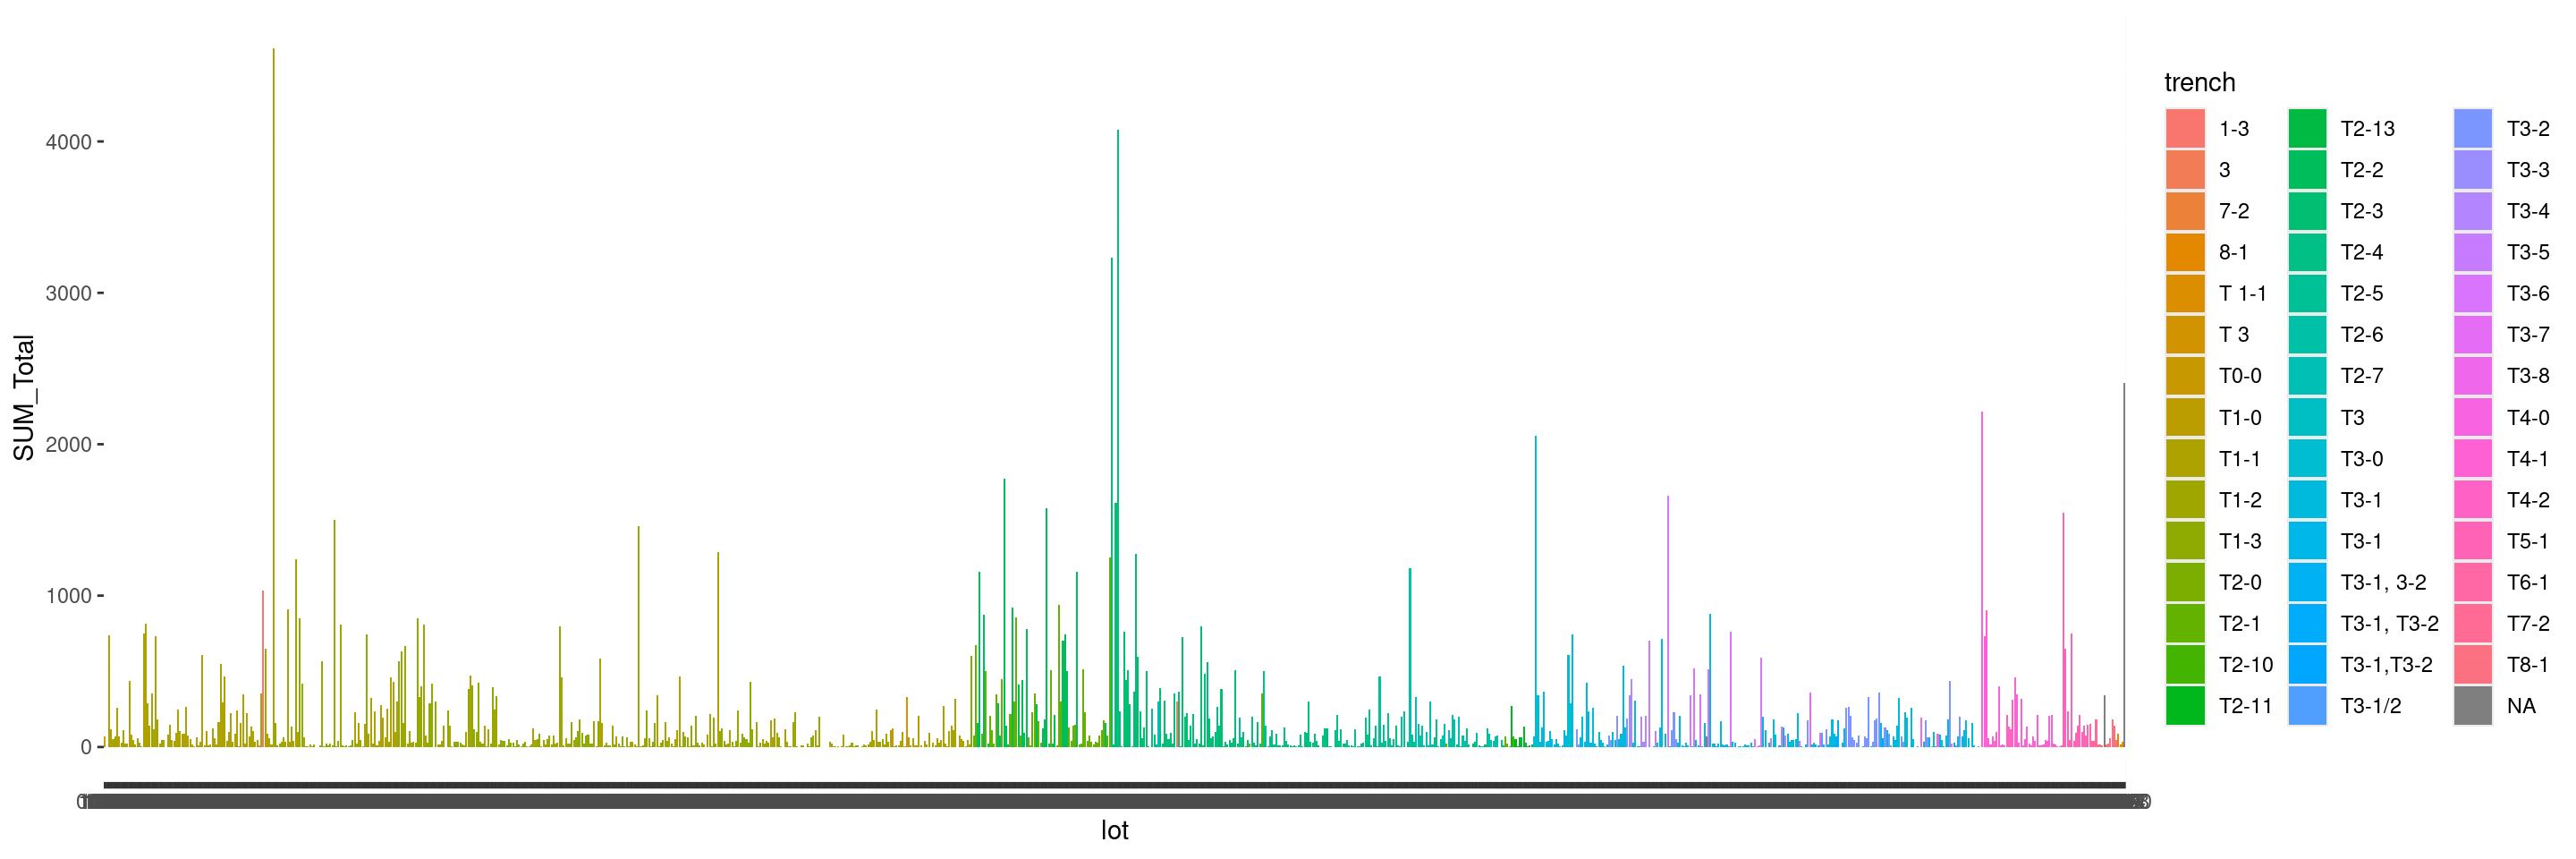 trench
1-3
3
7-2
8-1
T 1-1
T 3
T0-0
T1-0
T1-1
T1-2
T1-3
T2-0
T2-1
T2-10
T2-11
T2-13
T2-2
T2-3
T2-4
T2-5
T2-6
T2-7
T3
T3-0
T3-1
T3-1
T3-1, 3-2
T3-1, T3-2
T3-1,T3-2
T3-1/2
T3-2
T3-3
T3-4
T3-5
T3-6
T3-7
T3-8
T4-0
T4-1
T4-2
T5-1
T6-1
T7-2
T8-1
NA
SUM_Total
4000
3000
2000
1000
0
lot